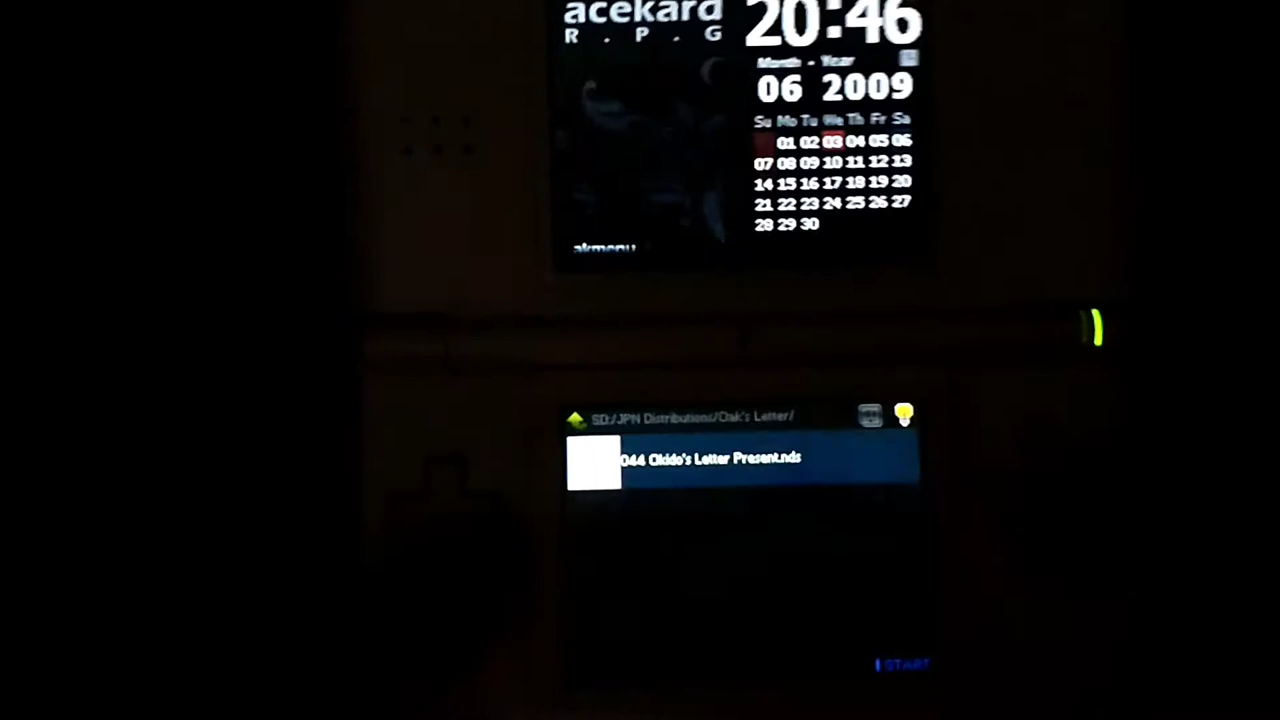 acekard
R . P . G
20:46
Month - Year
06 2009
Su Mo Tu We Th Fr Sa
01 02 03 04 05 06
07 08 09 10 11 12 13
14 15 16 17 18 19 20
21 22 23 24 25 26 27
28 29 30
akmenu
SD:/JPN Distributions/Oak's Letter/
044 Okido's Letter Present.nds
START